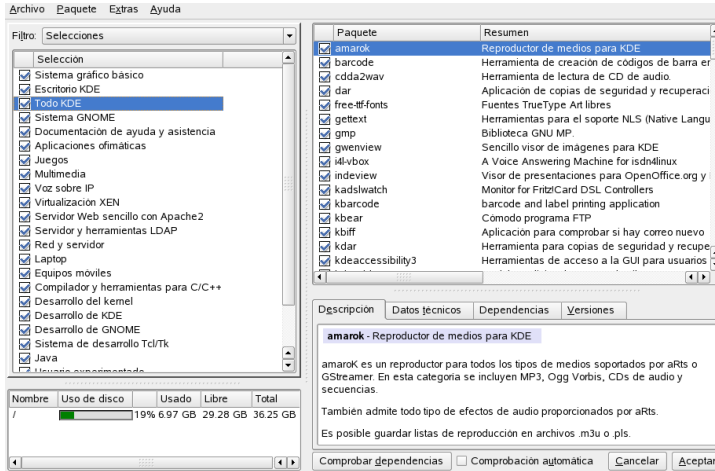 Archivo Paquete Extras Ayuda
Filtro: Selecciones
Selección
Sistema gráfico básico
Escritorio KDE
Todo KDE
Sistema GNOME
Documentación de ayuda y asistencia
Aplicaciones ofimáticas
Juegos
Multimedia
Voz sobre IP
Virtualización XEN
Servidor Web sencillo con Apache2
Servidor y herramientas LDAP
Red y servidor
Laptop
Equipos móviles
Compilador y herramientas para C/C++
Desarrollo del kernel
Desarrollo de KDE
Desarrollo de GNOME
Sistema de desarrollo Tcl/Tk
Java
Usuario experimentado
Nombre Uso de disco Usado Libre Total
/ 19% 6.97 GB 29.28 GB 36.25 GB
Paquete Resumen
amarok Reproductor de medios para KDE
barcode Herramienta de creación de códigos de barra en
cdda2wav Herramienta de lectura de CD de audio.
dar Aplicación de copias de seguridad y recuperaci
free-ttf-fonts Fuentes TrueType Art libres
gettext Herramientas para el soporte NLS (Native Langu
gmp Biblioteca GNU MP.
gwenview Sencillo visor de imágenes para KDE
i4l-vbox A Voice Answering Machine for isdn4linux
indeview Visor de presentaciones para OpenOffice.org y
kadslwatch Monitor for Fritz!Card DSL Controllers
kbarcode barcode and label printing application
kbear Cómodo programa FTP
kbiff Aplicación para comprobar si hay correo nuevo
kdar Herramienta para copias de seguridad y recupe
kdeaccessibility3 Herramientas de acceso a la GUI para usuarios
Descripción Datos técnicos Dependencias Versiones
amarok - Reproductor de medios para KDE
amaroK es un reproductor para todos los tipos de medios soportados por aRts o
GStreamer. En esta categoria se incluyen MP3, Ogg Vorbis, CDs de audio y
secuencias.
También admite todo tipo de efectos de audio proporcionados por aRts.
Es posible guardar listas de reproducción en archivos .m3u o .pls.
Comprobar dependencias Comprobación automática Cancelar Aceptar